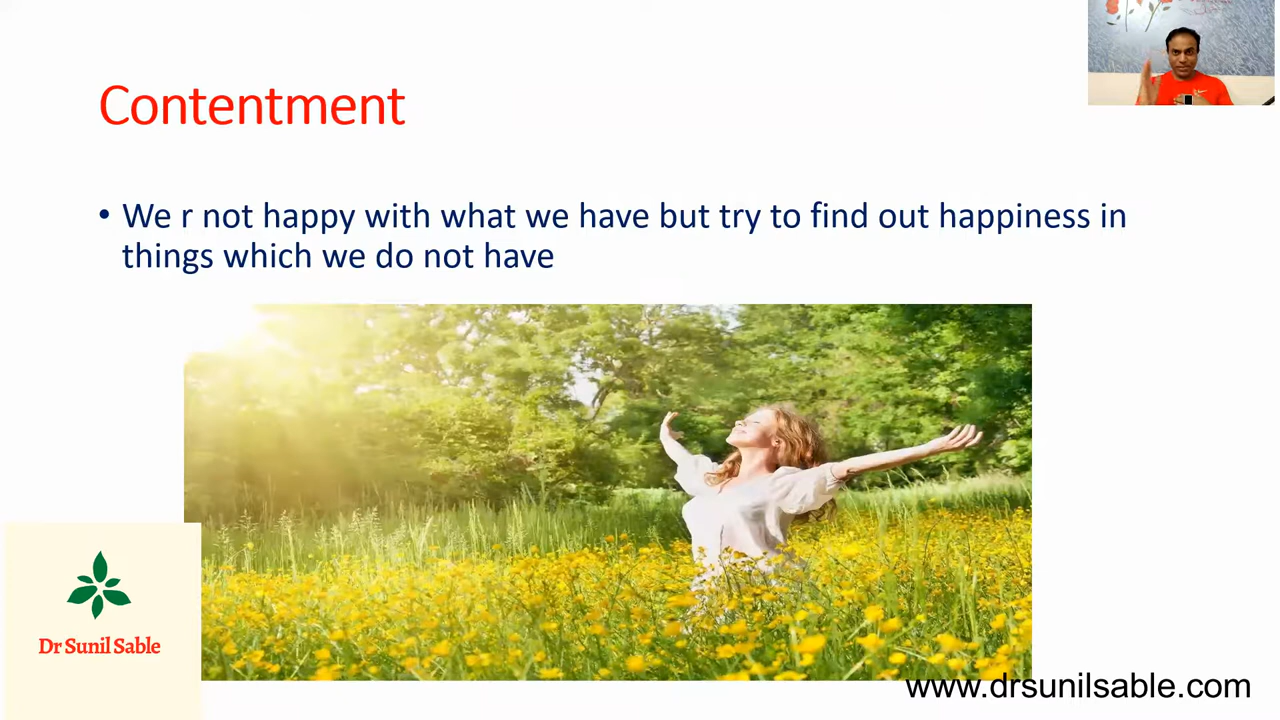 Contentment
• We r not happy with what we have but try to find out happiness in
things which we do not have
Dr Sunil Sable
www.drsunilsable.com